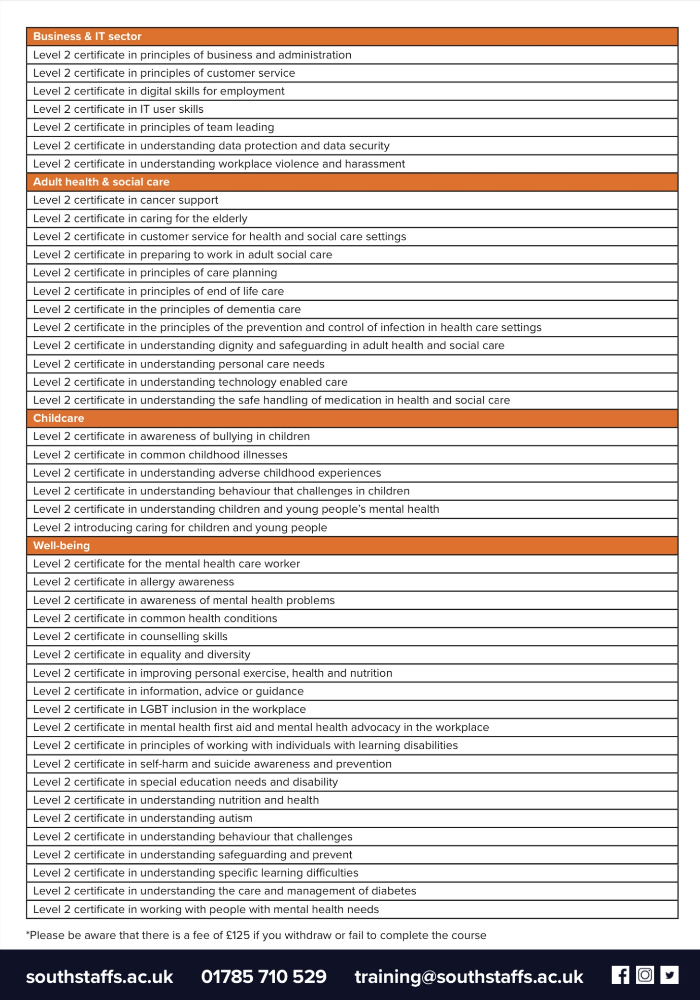 Business & IT sector
Level 2 certificate in principles of business and administration
Level 2 certificate in principles of customer service
Level 2 certificate in digital skills for employment
Level 2 certificate in IT user skills
Level 2 certificate in principles of team leading
Level 2 certificate in understanding data protection and data security
Level 2 certificate in understanding workplace violence and harassment
Adult health & social care
Level 2 certificate in cancer support
Level 2 certificate in caring for the elderly
Level 2 certificate in customer service for health and social care settings
Level 2 certificate in preparing to work in adult social care
Level 2 certificate in principles of care planning
Level 2 certificate in principles of end of life care
Level 2 certificate in the principles of dementia care
Level 2 certificate in the principles of the prevention and control of infection in health care settings
Level 2 certificate in understanding dignity and safeguarding in adult health and social care
Level 2 certificate in understanding personal care needs
Level 2 certificate in understanding technology enabled care
Level 2 certificate in understanding the safe handling of medication in health and social care
Childcare
Level 2 certificate in awareness of bullying in children
Level 2 certificate in common childhood illnesses
Level 2 certificate in understanding adverse childhood experiences
Level 2 certificate in understanding behaviour that challenges in children
Level 2 certificate in understanding children and young people’s mental health
Level 2 introducing caring for children and young people
Well-being
Level 2 certificate for the mental health care worker
Level 2 certificate in allergy awareness
Level 2 certificate in awareness of mental health problems
Level 2 certificate in common health conditions
Level 2 certificate in counselling skills
Level 2 certificate in equality and diversity
Level 2 certificate in improving personal exercise, health and nutrition
Level 2 certificate in information, advice or guidance
Level 2 certificate in LGBT inclusion in the workplace
Level 2 certificate in mental health first aid and mental health advocacy in the workplace
Level 2 certificate in principles of working with individuals with learning disabilities
Level 2 certificate in self-harm and suicide awareness and prevention
Level 2 certificate in special education needs and disability
Level 2 certificate in understanding nutrition and health
Level 2 certificate in understanding autism
Level 2 certificate in understanding behaviour that challenges
Level 2 certificate in understanding safeguarding and prevent
Level 2 certificate in understanding specific learning difficulties
Level 2 certificate in understanding the care and management of diabetes
Level 2 certificate in working with people with mental health needs
*Please be aware that there is a fee of £125 if you withdraw or fail to complete the course
southstaffs.ac.uk 01785 710 529 training@southstaffs.ac.uk